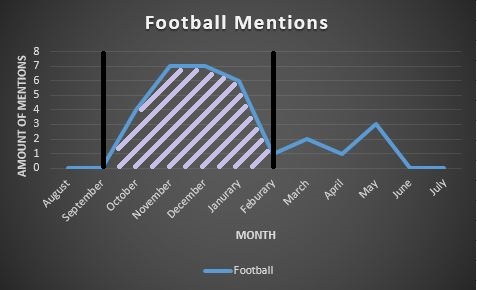 Football Mentions
AMOUNT OF MENTIONS
8
7
6
5
4
3
2
1
0
August
September
October
November
December
Janurary
Feburary
March
April
May
June
July
MONTH
Football